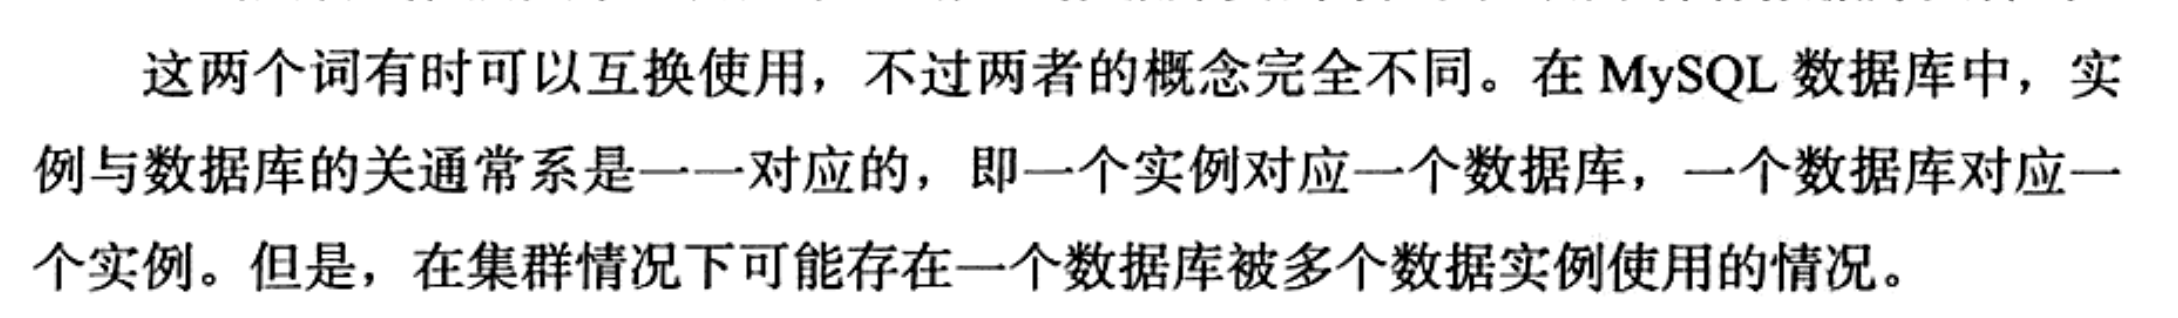 这两个词有时可以互换使用，不过两者的概念完全不同。在 MySQL 数据库中，实
例与数据库的关通常系是一一对应的，即一个实例对应一个数据库，一个数据库对应一
个实例。但是，在集群情况下可能存在一个数据库被多个数据实例使用的情况。